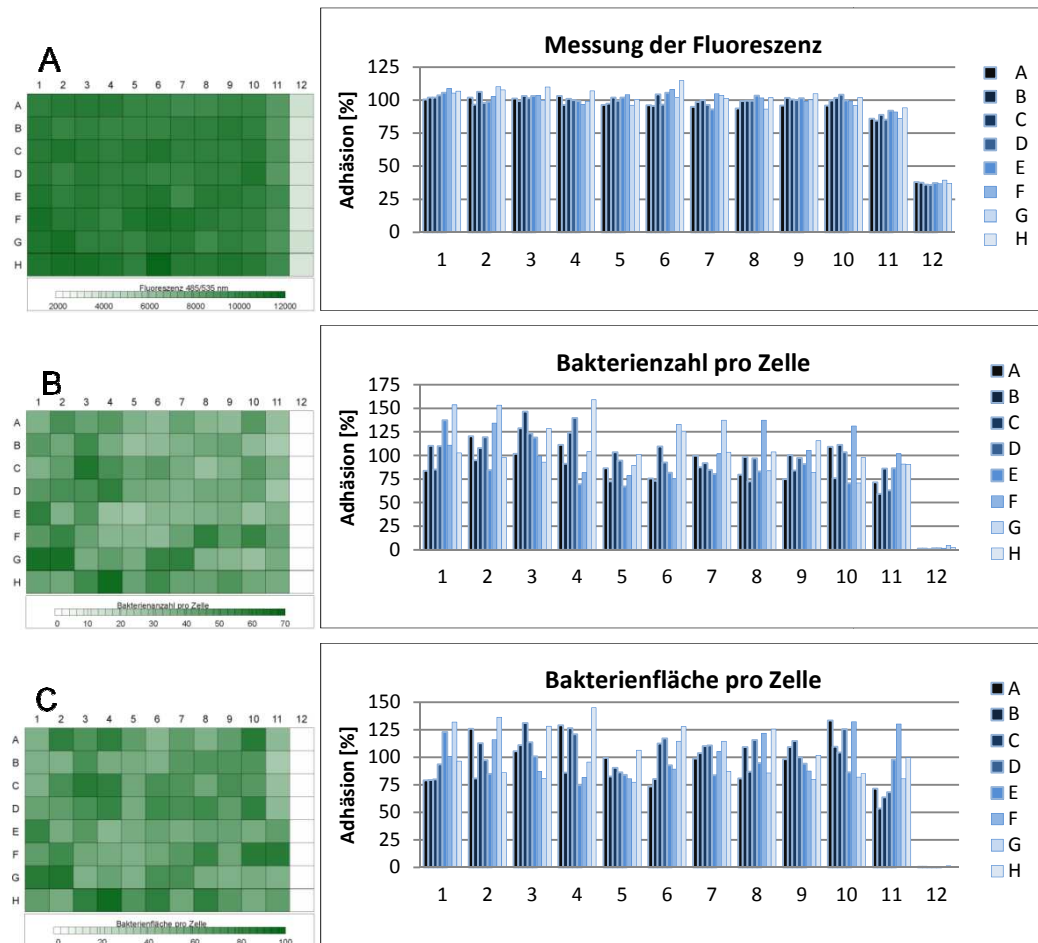 A
1 2 3 4 5 6 7 8 9 10 11 12
A
B
C
D
E
F
G
H
Fluoreszenz 485/535 nm
2000 4000 6000 8000 10000 12000
Messung der Fluoreszenz
Adhäsion [%]
125
100
75
50
25
0
1 2 3 4 5 6 7 8 9 10 11 12
A
B
C
D
E
F
G
H
B
1 2 3 4 5 6 7 8 9 10 11 12
A
B
C
D
E
F
G
H
Bakterienanzahl pro Zelle
0 10 20 30 40 50 60 70
Bakterienzahl pro Zelle
Adhäsion [%]
175
150
125
100
75
50
25
0
1 2 3 4 5 6 7 8 9 10 11 12
A
B
C
D
E
F
G
H
C
1 2 3 4 5 6 7 8 9 10 11 12
A
B
C
D
E
F
G
H
Bakterienfläche pro Zelle
0 20 40 60 80 100
Bakterienfläche pro Zelle
Adhäsion [%]
150
125
100
75
50
25
0
1 2 3 4 5 6 7 8 9 10 11 12
A
B
C
D
E
F
G
H